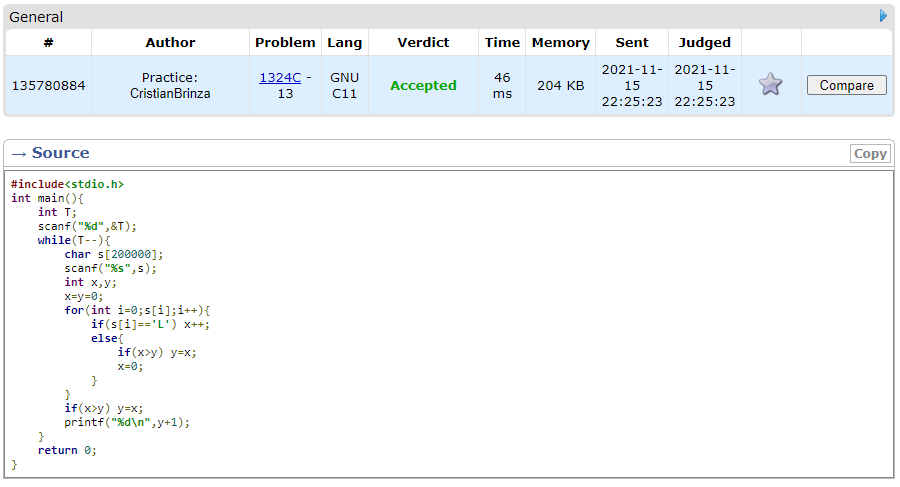 General
# Author Problem Lang Verdict Time Memory Sent Judged
135780884 Practice: CristianBrinza 1324C - 13 GNU C11 Accepted 46 ms 204 KB 2021-11-15 22:25:23 2021-11-15 22:25:23 Compare
→ Source Copy
#include<stdio.h>
int main(){
    int T;
    scanf("%d",&T);
    while(T--){
        char s[200000];
        scanf("%s",s);
        int x,y;
        x=y=0;
        for(int i=0;s[i];i++){
            if(s[i]=='L') x++;
            else{
                if(x>y) y=x;
                x=0;
            }
        }
        if(x>y) y=x;
        printf("%d\n",y+1);
    }
    return 0;
}